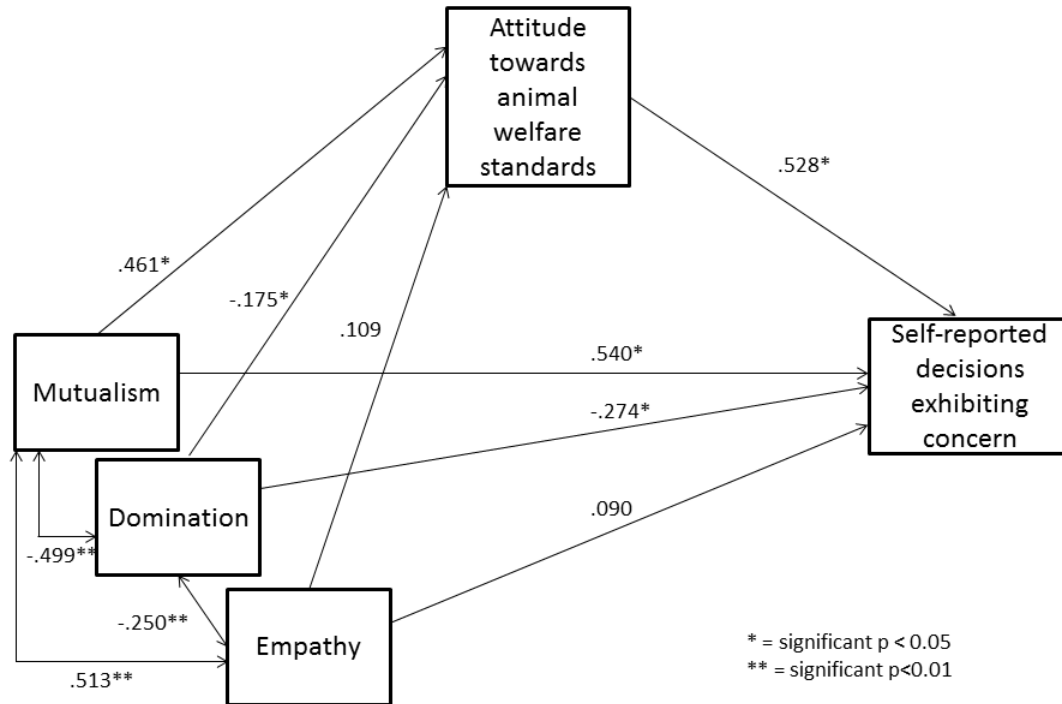 Attitude
towards
animal
welfare
standards
.528*
.461*
-.175*
.109
Mutualism
.540*
Self-reported
decisions
exhibiting
concern
-.274*
Domination
.090
-.499**
-.250**
Empathy
.513**
* = significant p < 0.05
** = significant p<0.01